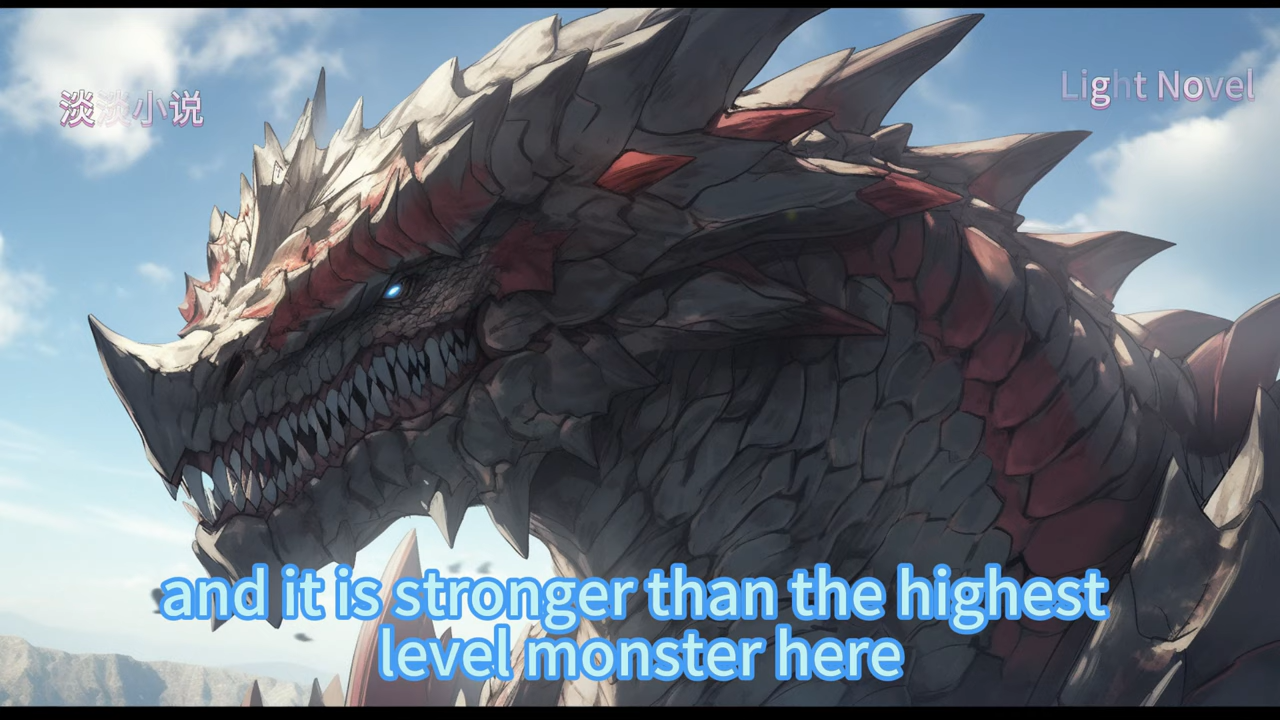 淡淡小说
Light Novel
and it is stronger than the highest
level monster here